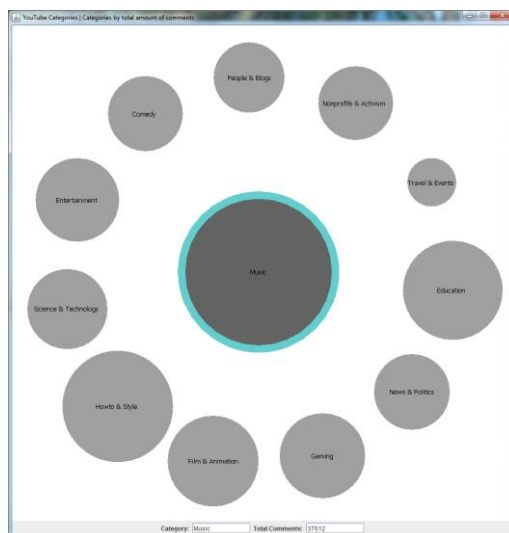 YouTube Categories | Categories by total amount of comments
People & Blogs
Nonprofits & Activism
Comedy
Travel & Events
Entertainment
Music
Education
Science & Technology
News & Politics
Howto & Style
Gaming
Film & Animation
Category: Music Total Comments: 37612